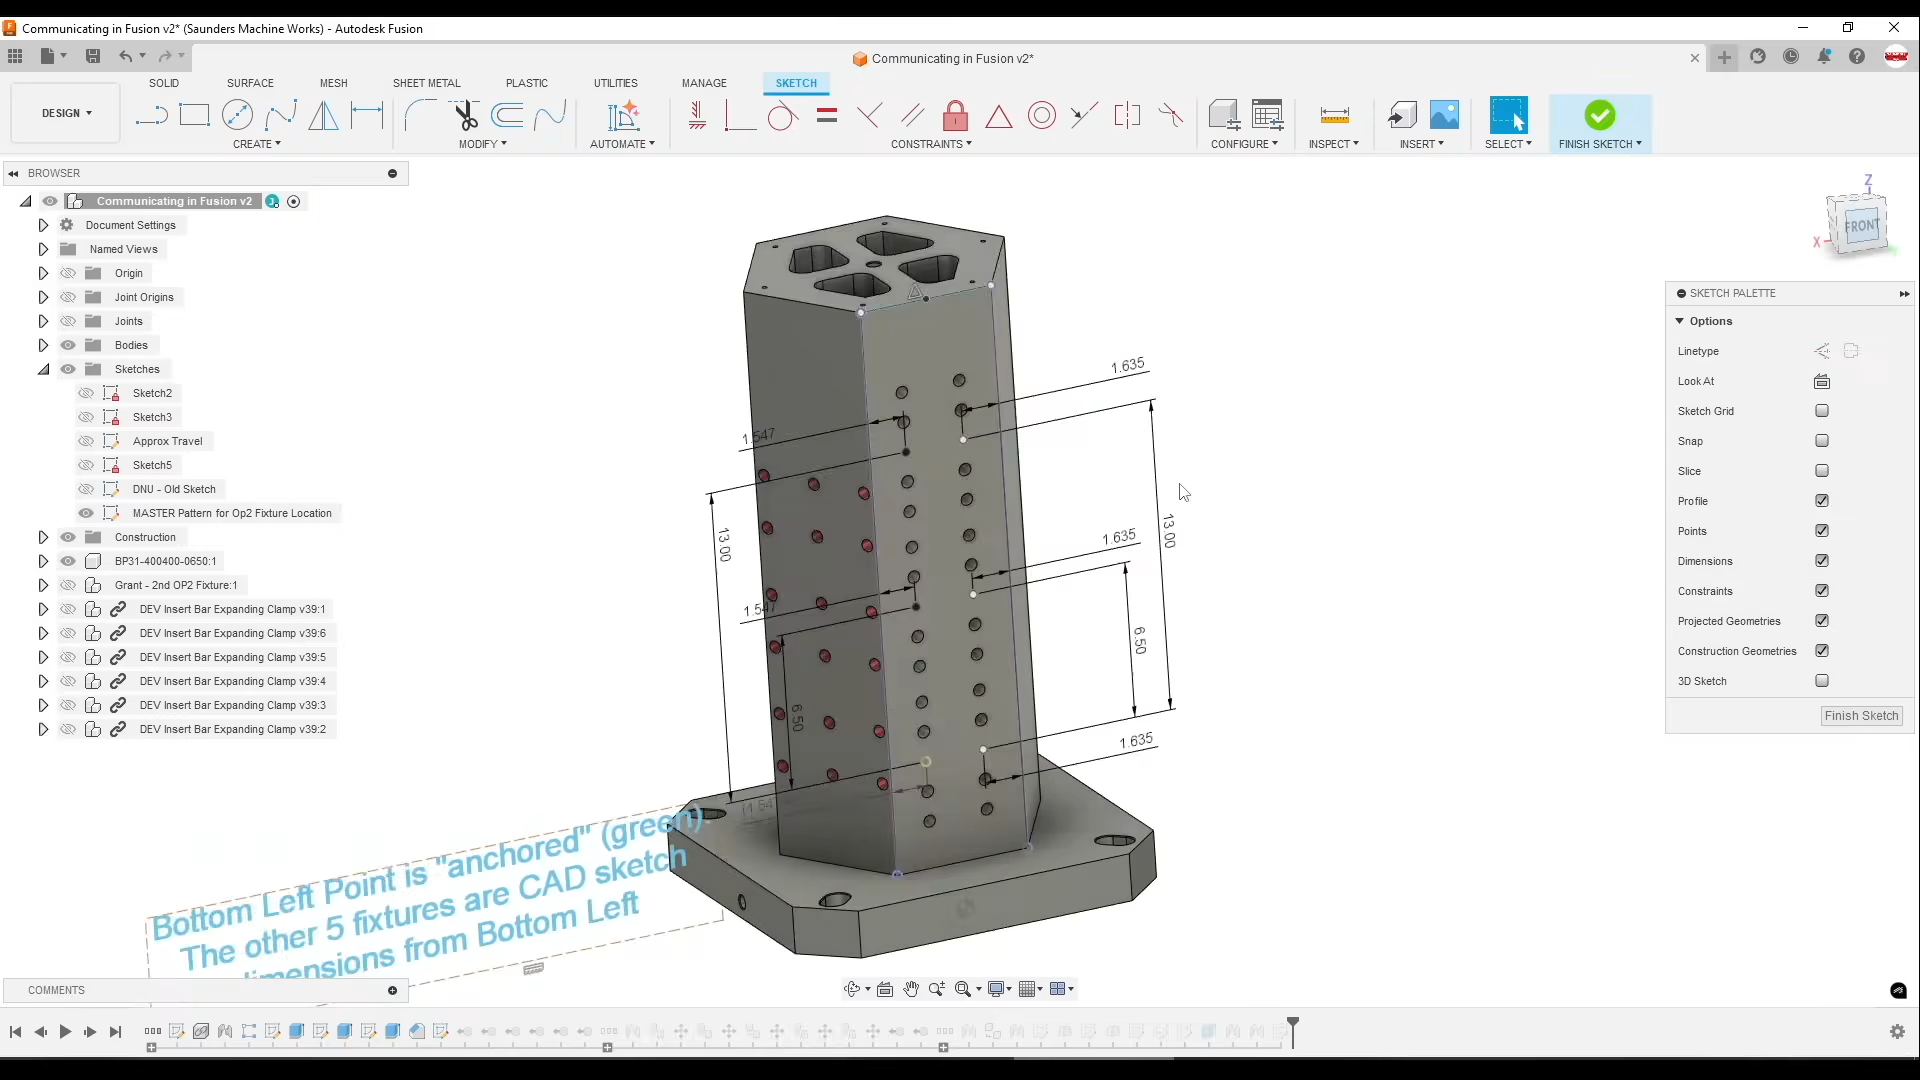 Communicating in Fusion v2* (Saunders Machine Works) - Autodesk Fusion
Communicating in Fusion v2*
SOLID SURFACE MESH SHEET METAL PLASTIC UTILITIES MANAGE SKETCH
DESIGN
CREATE MODIFY AUTOMATE CONSTRAINTS CONFIGURE INSPECT INSERT SELECT FINISH SKETCH
BROWSER
Communicating in Fusion v2
Document Settings
Named Views
Origin
Joint Origins
Joints
Bodies
Sketches
Sketch2
Sketch3
Approx Travel
Sketch5
DNU - Old Sketch
MASTER Pattern for Op2 Fixture Location
Construction
BP31-400400-0650:1
Grant - 2nd OP2 Fixture:1
DEV Insert Bar Expanding Clamp v39:1
DEV Insert Bar Expanding Clamp v39:6
DEV Insert Bar Expanding Clamp v39:5
DEV Insert Bar Expanding Clamp v39:4
DEV Insert Bar Expanding Clamp v39:3
DEV Insert Bar Expanding Clamp v39:2
1.635
1.547
13.00
13.00
1.635
1.547
6.50
6.50
1.635
Bottom Left Point is "anchored" (green).
The other 5 fixtures are CAD sketch
dimensions from Bottom Left
Z
FRONT
X
SKETCH PALETTE
Options
Linetype
Look At
Sketch Grid
Snap
Slice
Profile
Points
Dimensions
Constraints
Projected Geometries
Construction Geometries
3D Sketch
Finish Sketch
COMMENTS